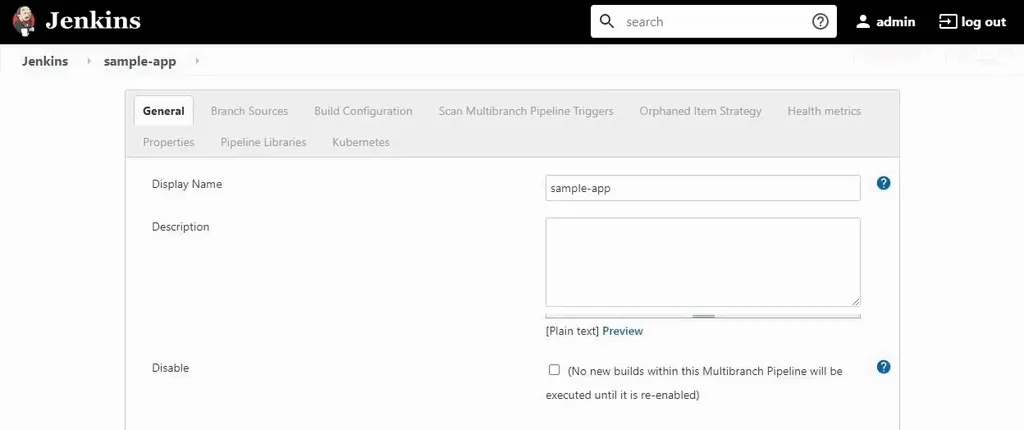 Jenkins
search
admin
log out
Jenkins
sample-app
General
Branch Sources
Build Configuration
Scan Multibranch Pipeline Triggers
Orphaned Item Strategy
Health metrics
Properties
Pipeline Libraries
Kubernetes
Display Name
sample-app
?
Description
[Plain text] Preview
Disable
(No new builds within this Multibranch Pipeline will be
executed until it is re-enabled)
?